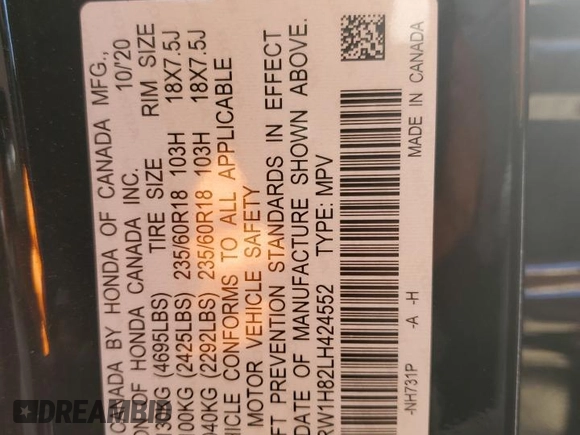 CANADA BY HONDA OF CANADA MFG.,
OF HONDA CANADA INC. 10/20
TIRE SIZE RIM SIZE
(4695LBS)
(2425LBS) 235/60R18 103H 18X7.5J
040KG (2292LBS) 235/60R18 103H 18X7.5J
CONFORMS TO ALL APPLICABLE
MOTOR VEHICLE SAFETY
PREVENTION STANDARDS IN EFFECT
DATE OF MANUFACTURE SHOWN ABOVE.
RW1H82LH424552 TYPE: MPV
NH731P -A -H
MADE IN CANADA
DREAMBID